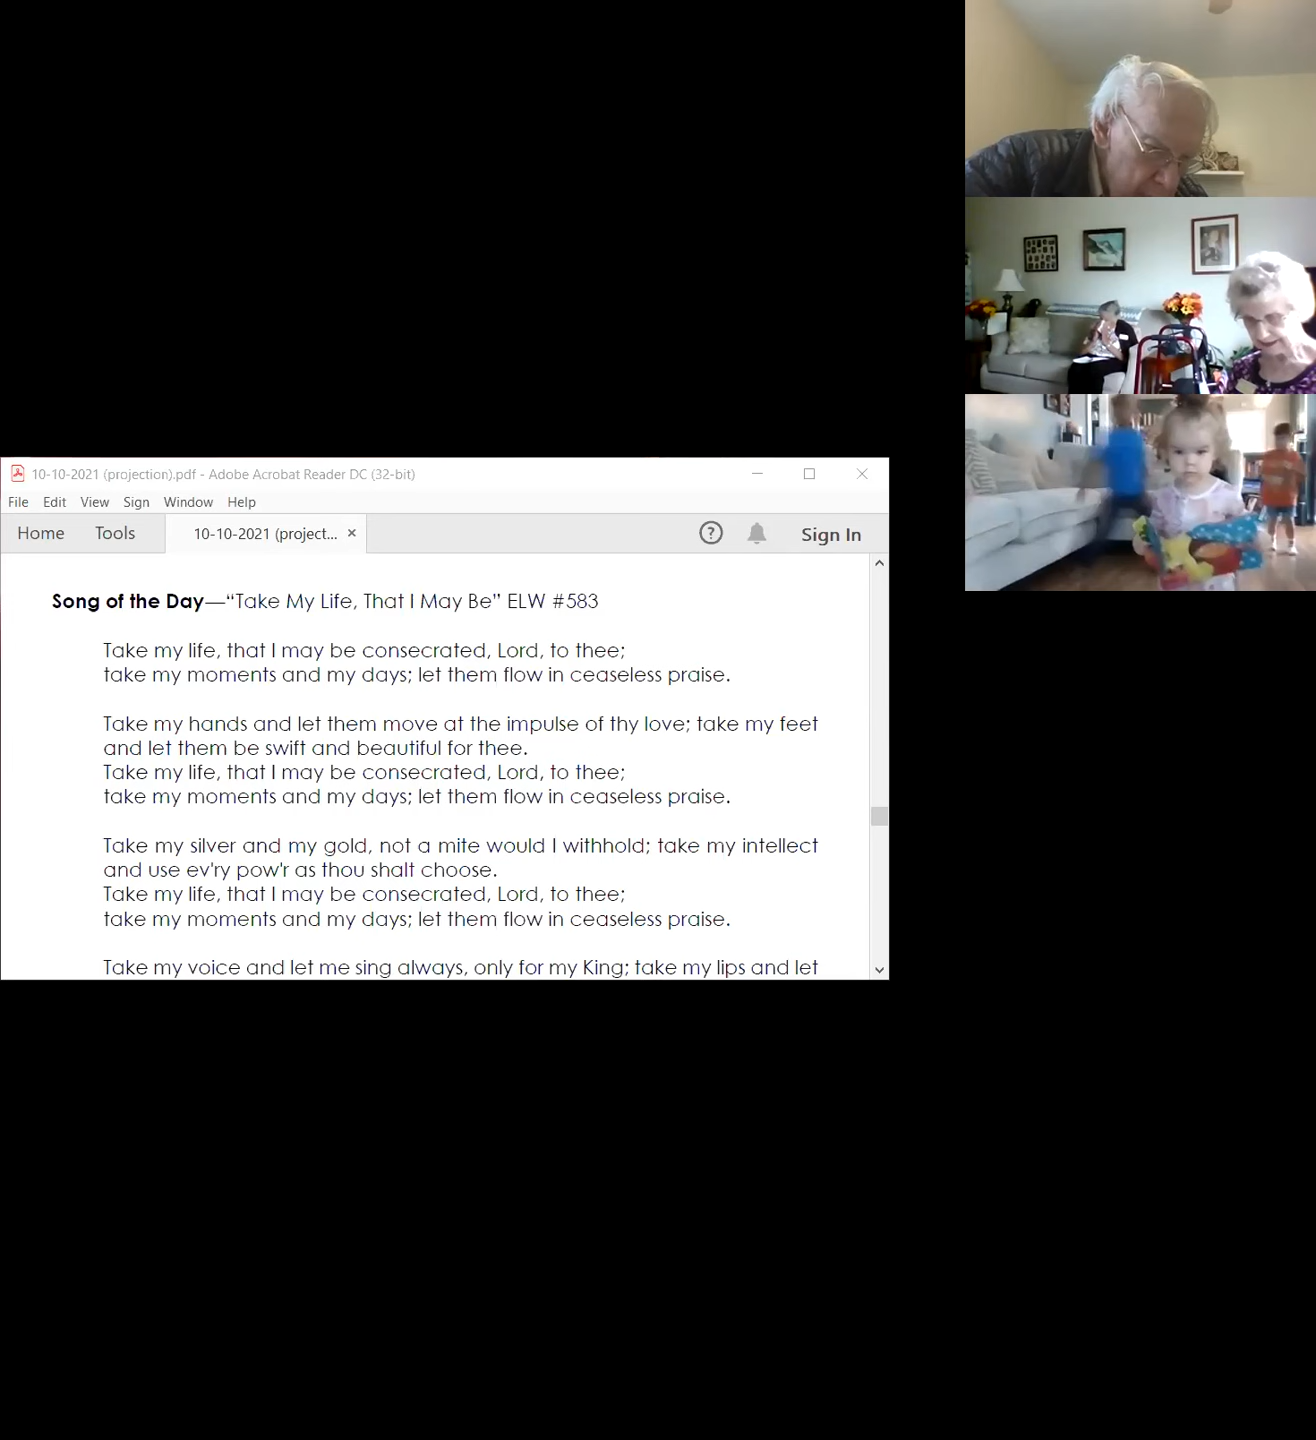 10-10-2021 (projection).pdf - Adobe Acrobat Reader DC (32-bit)
File Edit View Sign Window Help
Home Tools 10-10-2021 (project... × ? Sign In
Song of the Day—“Take My Life, That I May Be” ELW #583
Take my life, that I may be consecrated, Lord, to thee;
take my moments and my days; let them flow in ceaseless praise.
Take my hands and let them move at the impulse of thy love; take my feet
and let them be swift and beautiful for thee.
Take my life, that I may be consecrated, Lord, to thee;
take my moments and my days; let them flow in ceaseless praise.
Take my silver and my gold, not a mite would I withhold; take my intellect
and use ev'ry pow'r as thou shalt choose.
Take my life, that I may be consecrated, Lord, to thee;
take my moments and my days; let them flow in ceaseless praise.
Take my voice and let me sing always, only for my King; take my lips and let